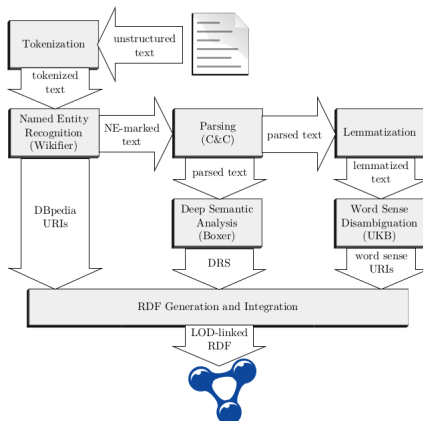 Tokenization
unstructured
text
tokenized
text
Named Entity
Recognition
(Wikifier)
NE-marked
text
Parsing
(C&C)
parsed text
Lemmatization
parsed text
lemmatized
text
Deep Semantic
Analysis
(Boxer)
Word Sense
Disambiguation
(UKB)
DBpedia
URIs
DRS
word sense
URIs
RDF Generation and Integration
LOD-linked
RDF